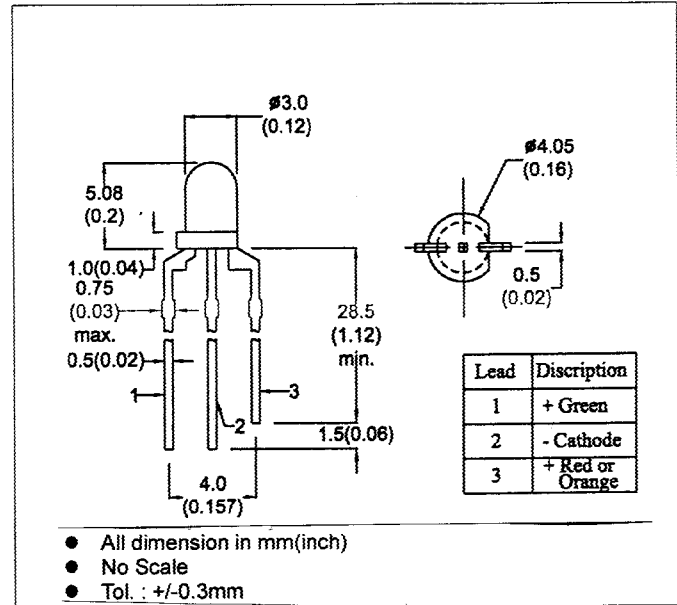 ø3.0
(0.12)
ø4.05
(0.16)
5.08
(0.2)
1.0(0.04)
0.75
(0.03)
max.
0.5(0.02)
28.5
(1.12)
min.
0.5
(0.02)
1
2
3
1.5(0.06)
4.0
(0.157)
Lead Discription
1 + Green
2 - Cathode
3 + Red or
Orange
● All dimension in mm(inch)
● No Scale
● Tol. : +/-0.3mm